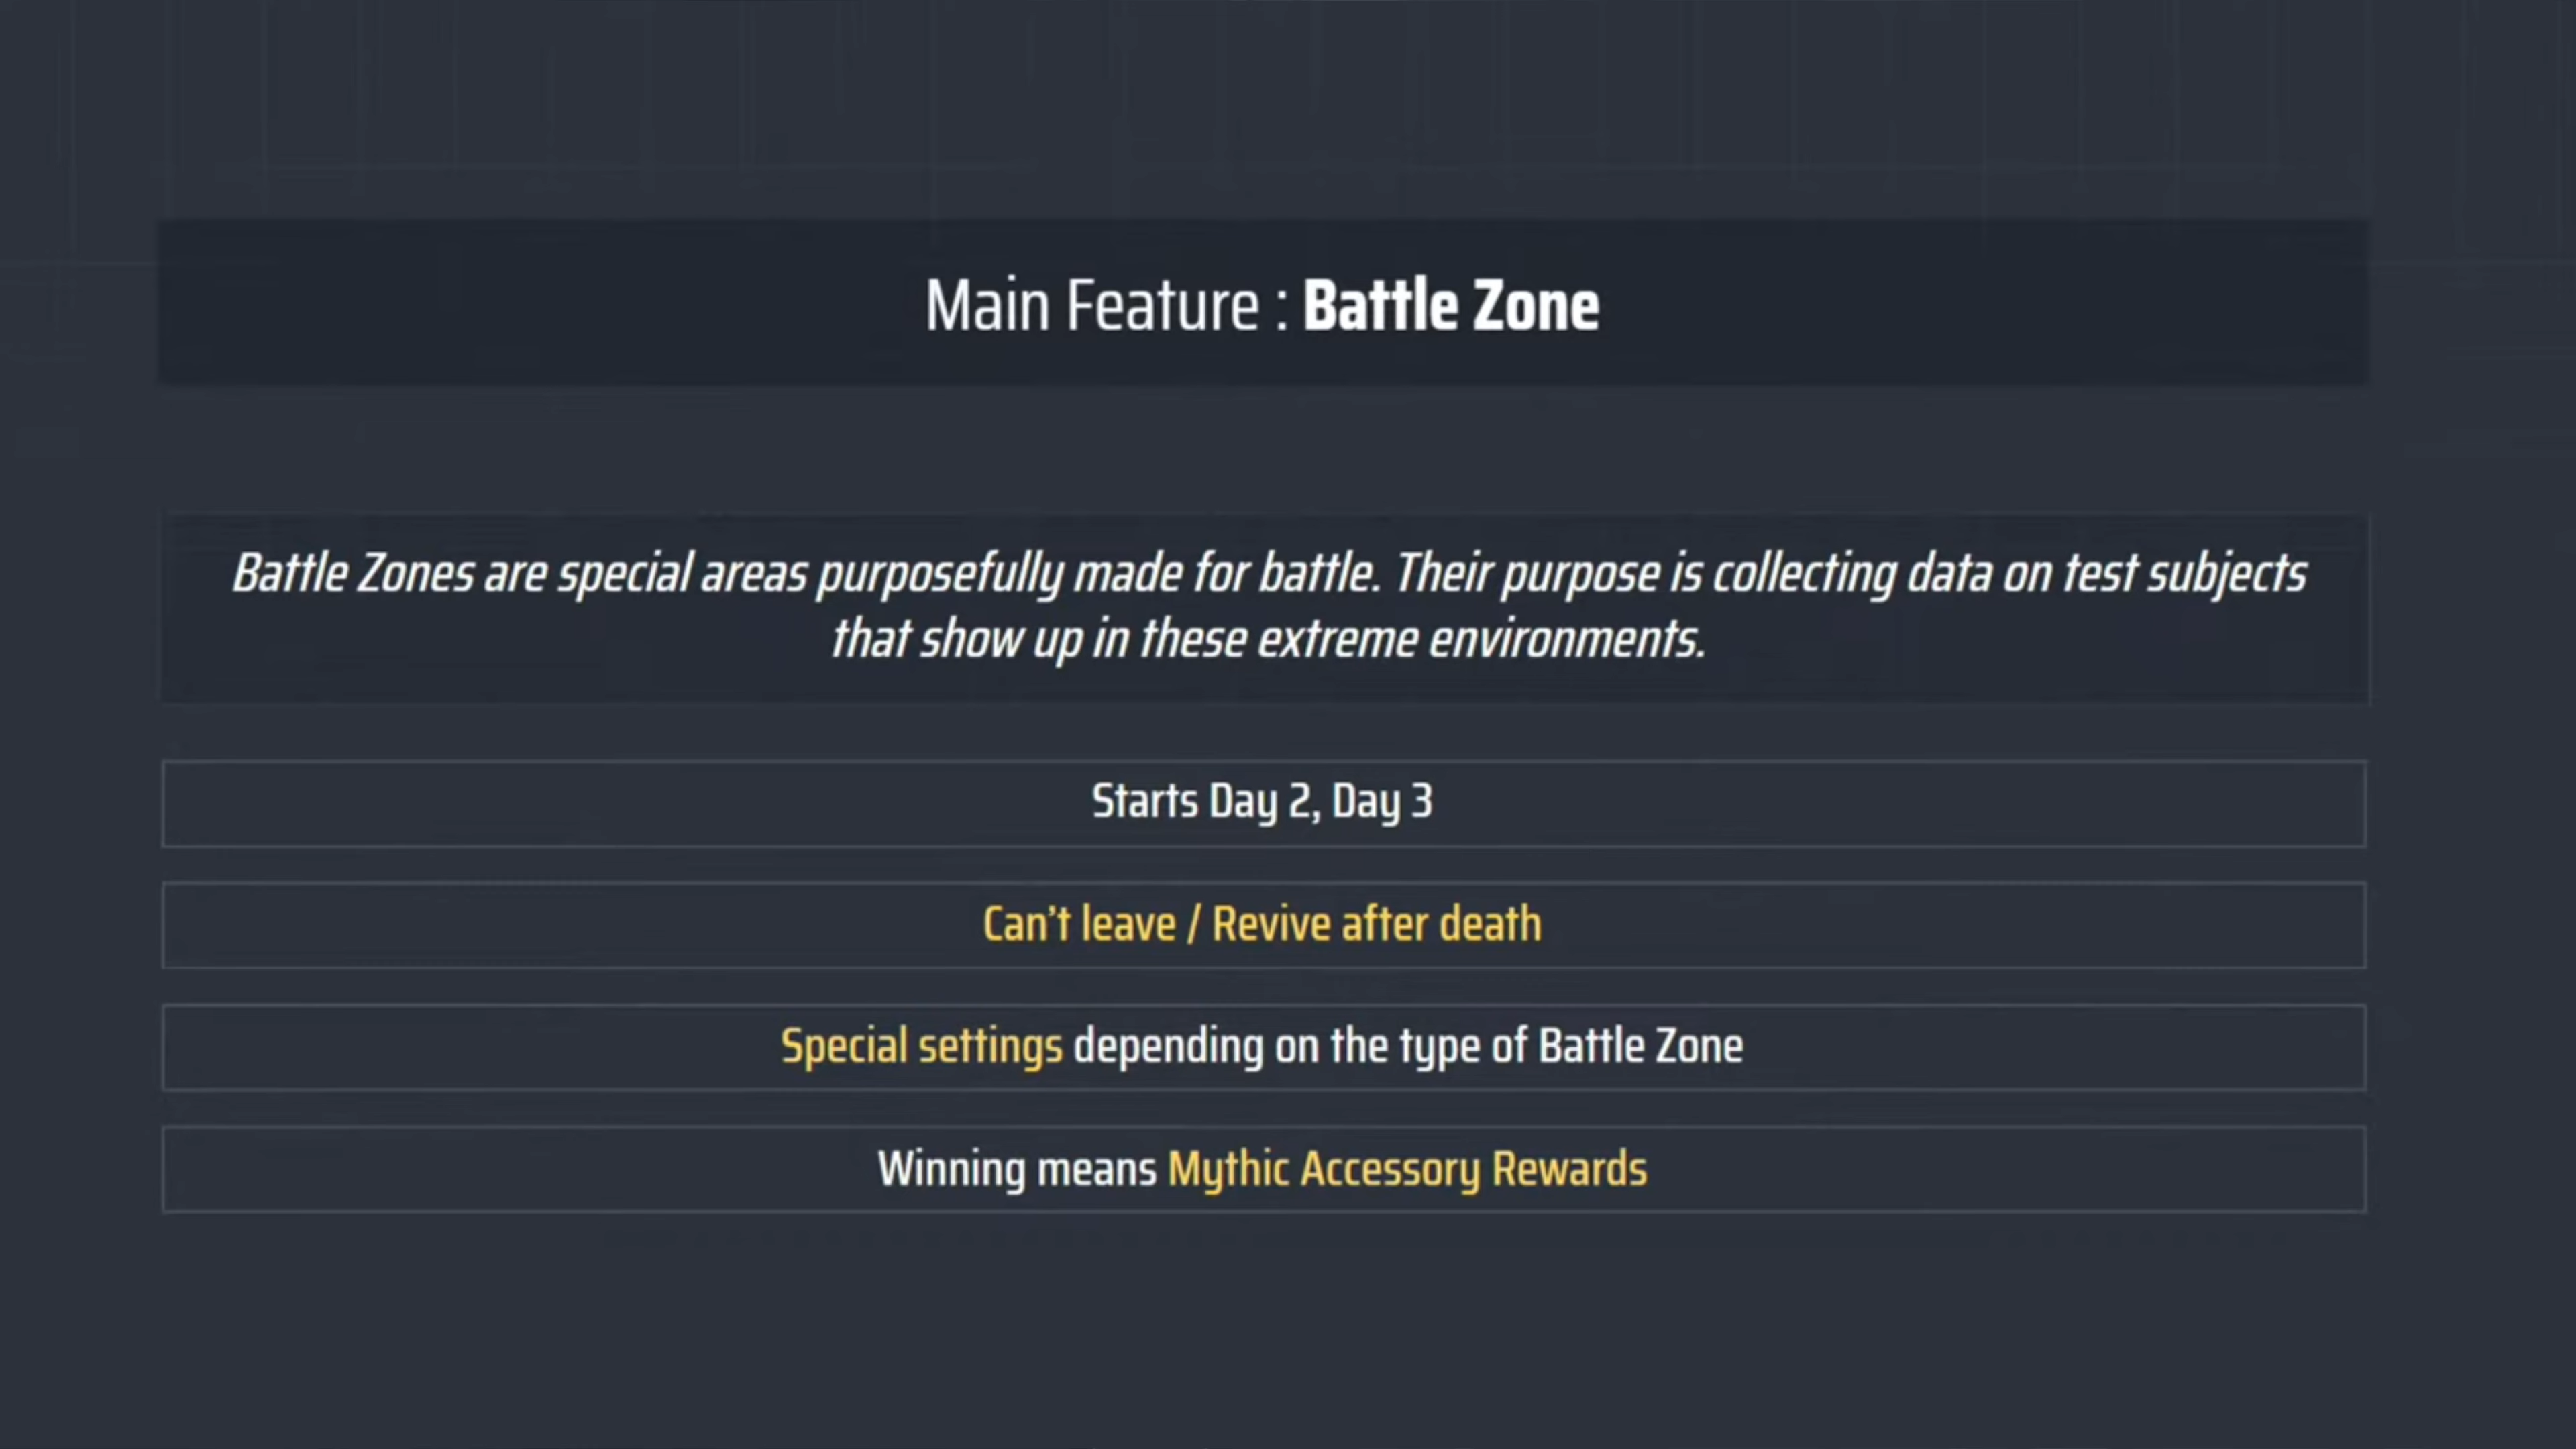 Main Feature : Battle Zone
Battle Zones are special areas purposefully made for battle. Their purpose is collecting data on test subjects
that show up in these extreme environments.
Starts Day 2, Day 3
Can't leave / Revive after death
Special settings depending on the type of Battle Zone
Winning means Mythic Accessory Rewards